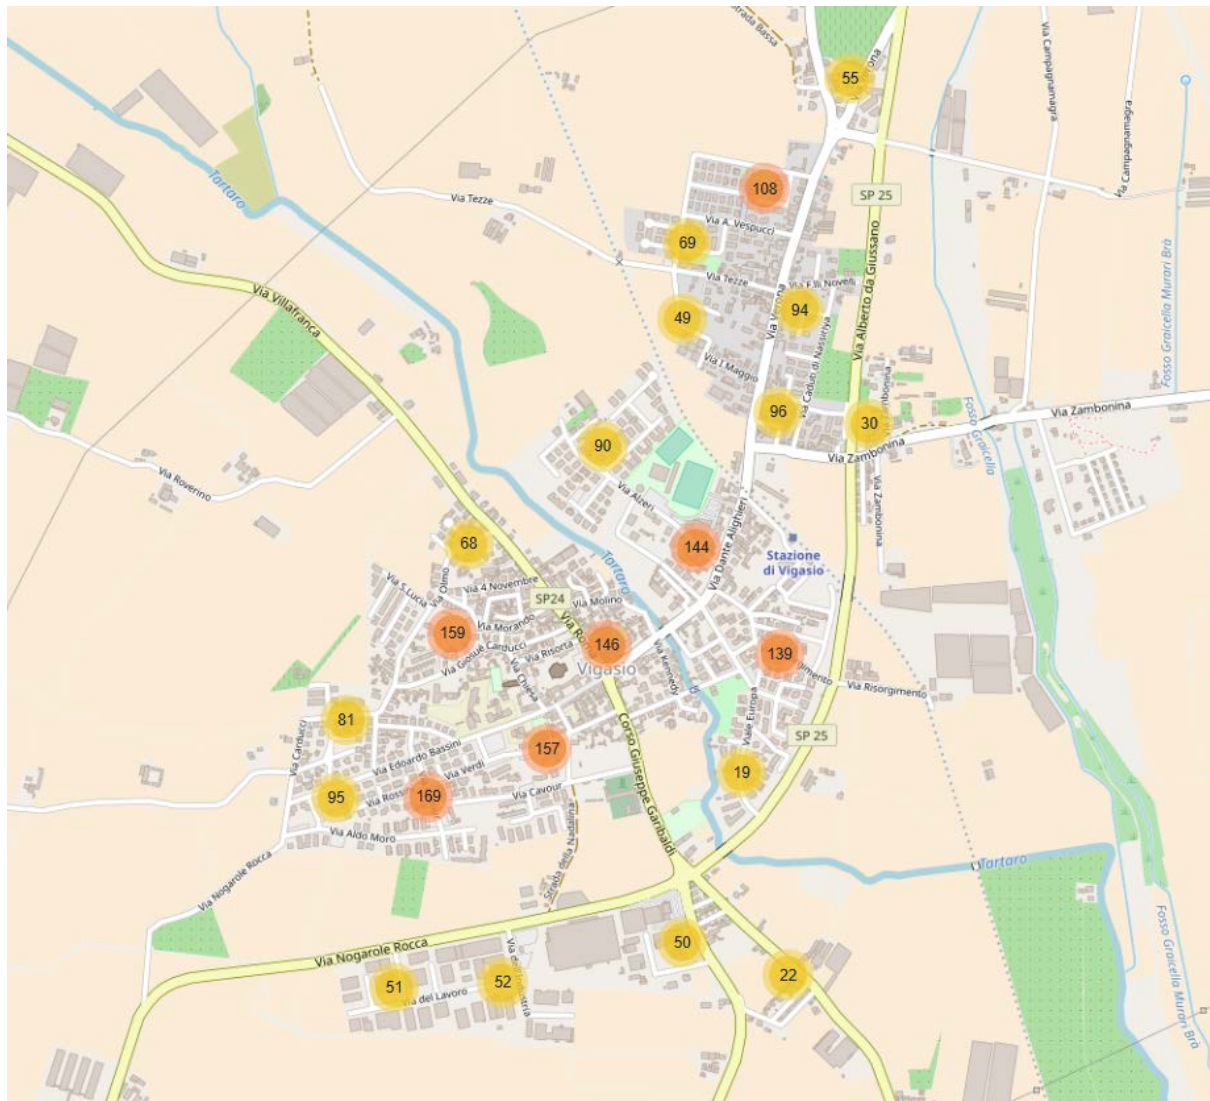 Strada Bassa
55
Via Campagnamagra
Via Campagnamagra
Tartaro
108
SP 25
Via Tezze
Via A. Vespucci
69
Via Tezze
Via F.lli Noveli
Via Alberto da Giussano
Fosso Graicella Murari Brà
Via Villafranca
49
94
Via Verona
Via Caduti di Nassiriya
Via I Maggio
96
30
Via Zambonina
Fosso Graicella
Via Zambonina
90
Via Roverino
Via Alzeri
Via Dante Alighieri
Via Zambonina
68
144
Stazione
di Vigasio
Tartaro
Via S.Lucia
Olmo
Via 4 Novembre
SP24
Via Molino
159
Via Morando
146
139
Via Giosuè Carducci
Via Risorta
Via Roma
Via Chiesa
Vigasio
Via Kennedy
Via Risorgimento
81
Via Carducci
Viale Europa
SP 25
157
Corso Giuseppe Garibaldi
Via Edoardo Bassini
Via Verdi
19
95
169
Via Cavour
Via Aldo Moro
Strada della Nadalina
Via Nogarole Rocca
Tartaro
Via Nogarole Rocca
50
22
51
52
Via del Lavoro
Via dell'Industria
Fosso Graicella Murari Brà